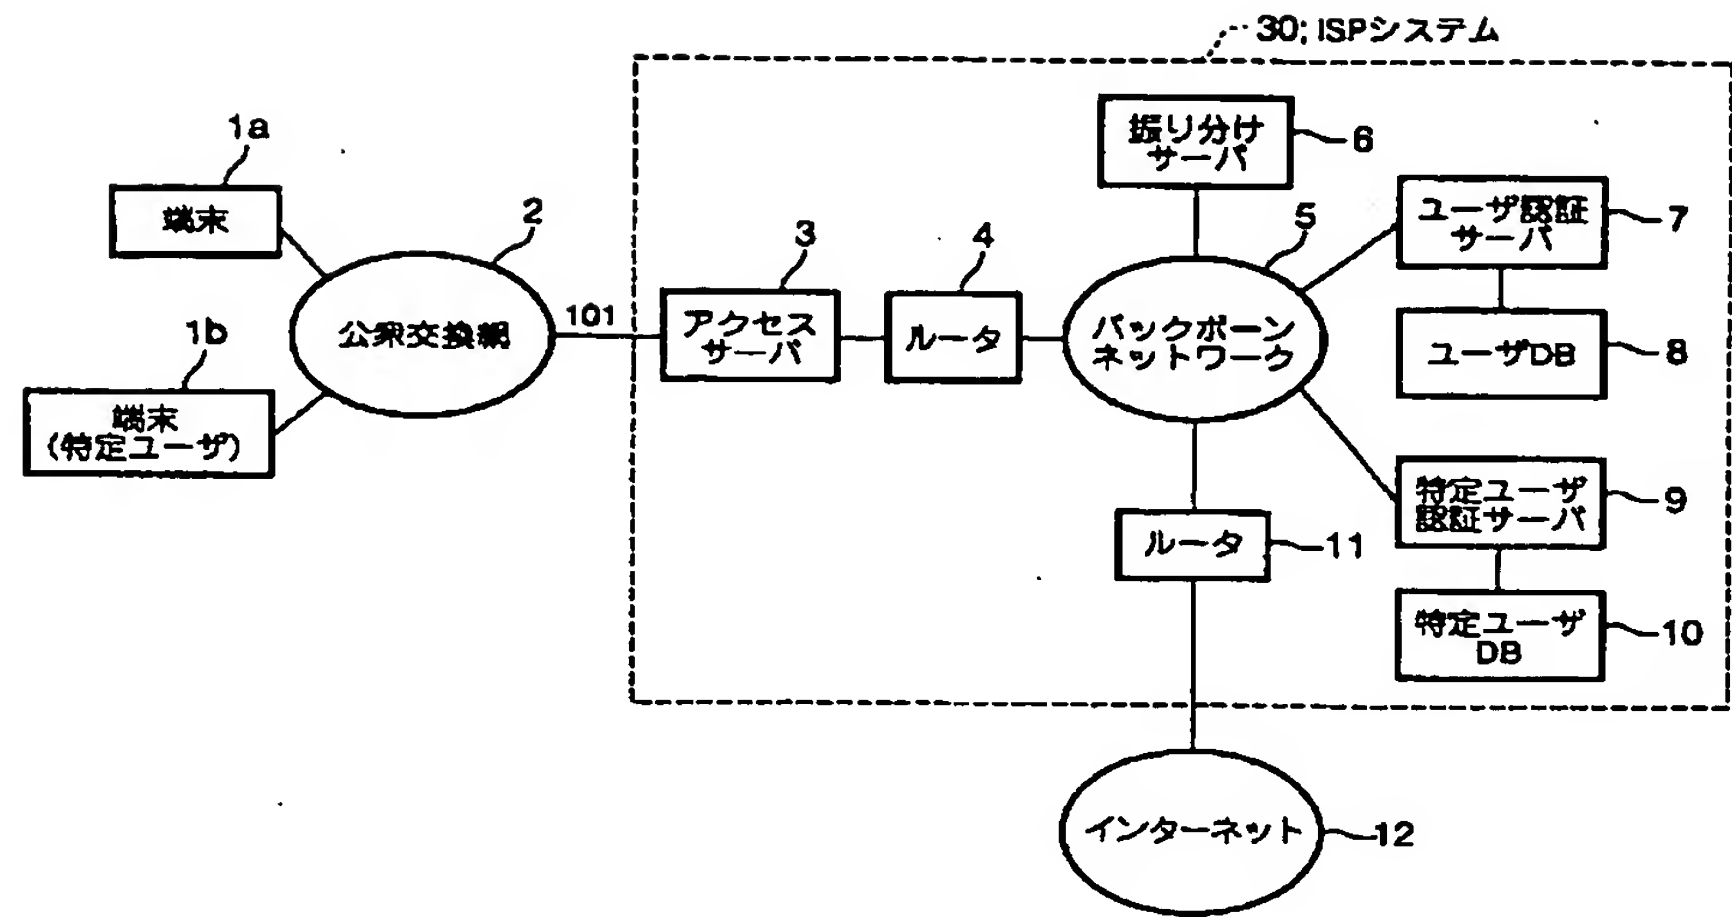 30; ISPシステム
1a
端末
1b
端末
(特定ユーザ)
2
公衆交換網
101
3
アクセス
サーバ
4
ルータ
5
バックボーン
ネットワーク
振り分け
サーバ
6
ユーザ認証
サーバ
7
ユーザDB
8
特定ユーザ
認証サーバ
9
特定ユーザ
DB
10
ルータ
11
インターネット
12